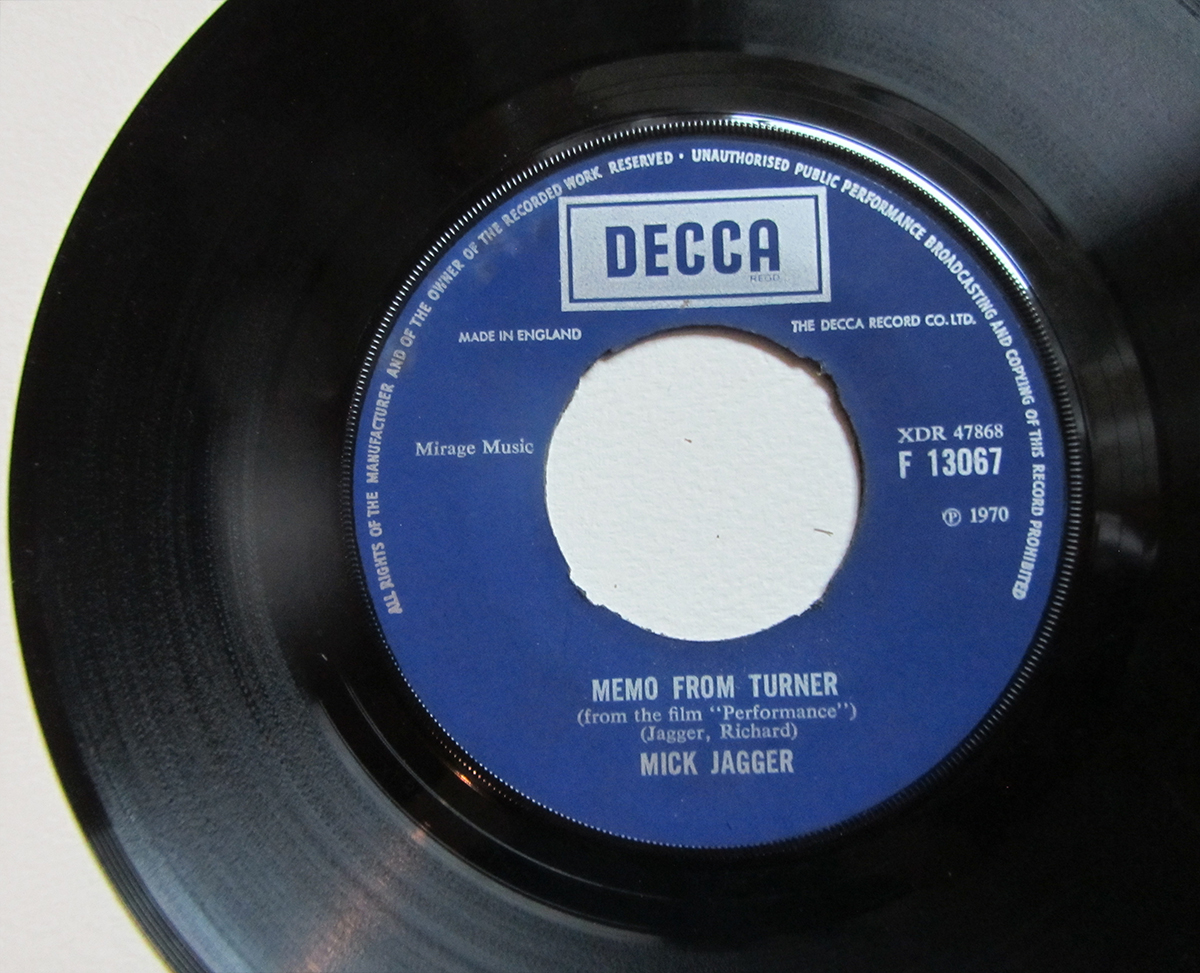 ALL RIGHTS OF THE MANUFACTURER AND OF THE OWNER OF THE RECORDED WORK RESERVED · UNAUTHORISED PUBLIC PERFORMANCE BROADCASTING AND COPYING OF THIS RECORD PROHIBITED
DECCA
REGD.
MADE IN ENGLAND
THE DECCA RECORD CO. LTD.
Mirage Music
XDR 47868
F 13067
℗ 1970
MEMO FROM TURNER
(from the film "Performance")
(Jagger, Richard)
MICK JAGGER